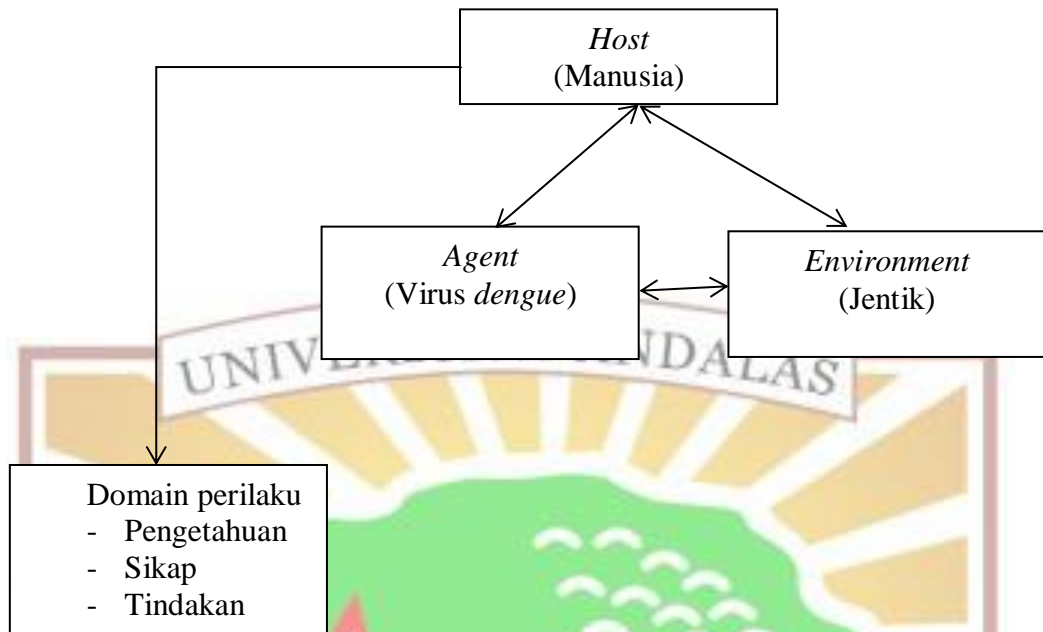 Host
(Manusia)
Agent
(Virus dengue)
Environment
(Jentik)
Domain perilaku
- Pengetahuan
- Sikap
- Tindakan